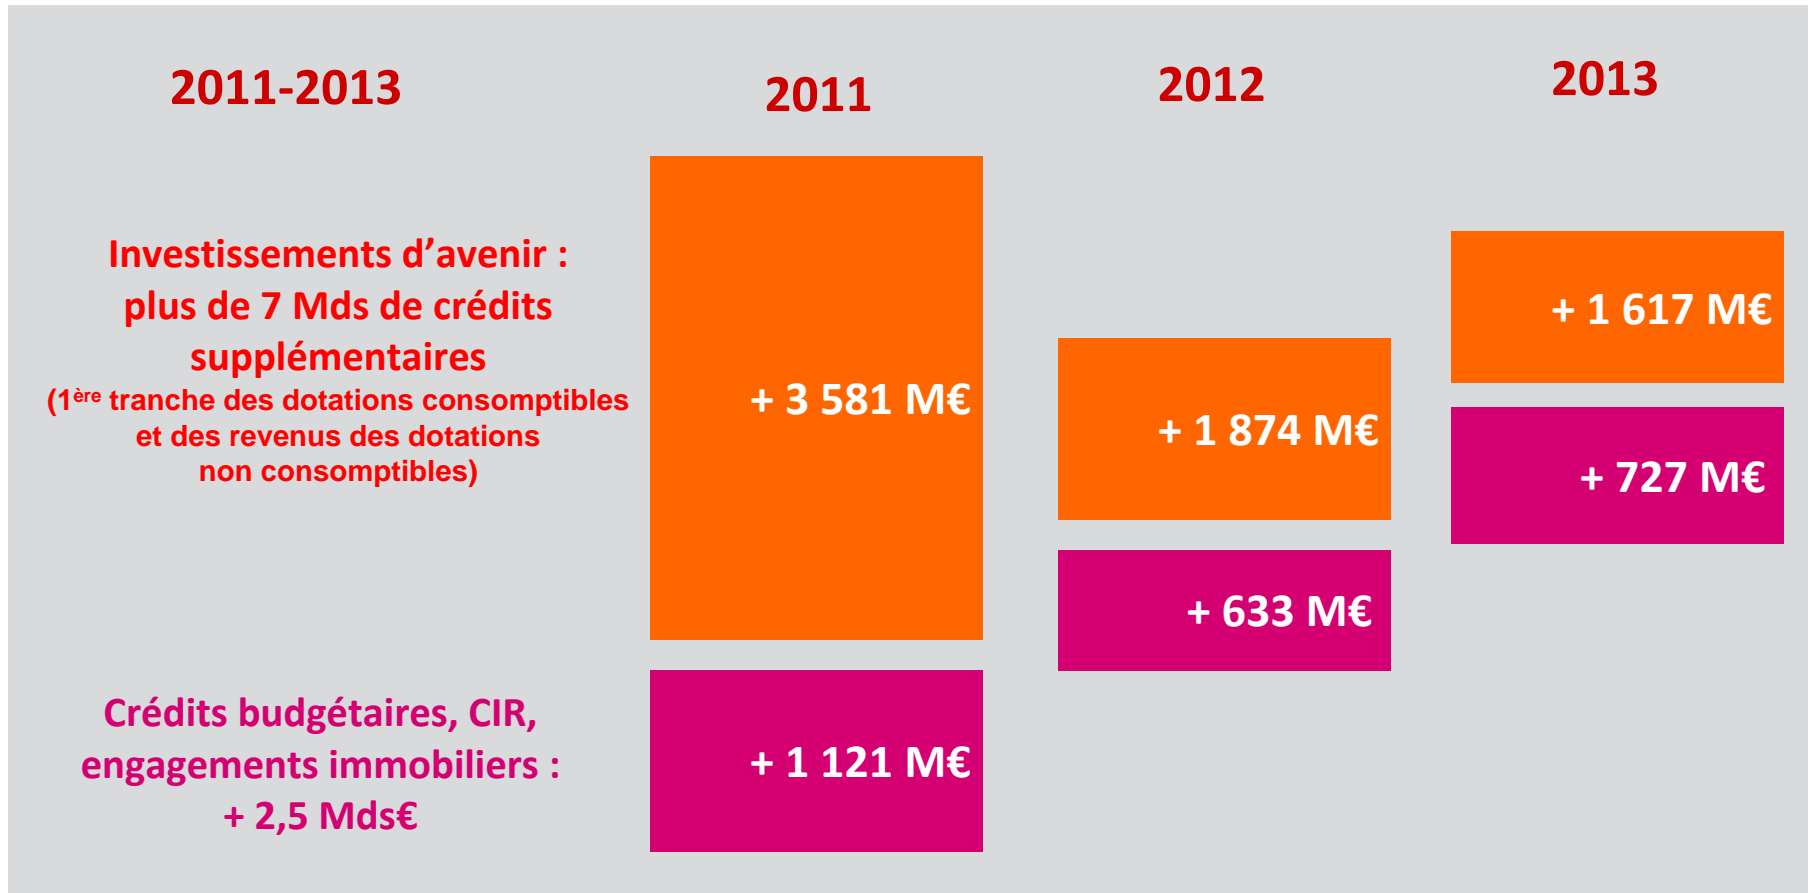 2011-2013
2011
2012
2013
Investissements d’avenir :
plus de 7 Mds de crédits
supplémentaires
(1ère tranche des dotations consomptibles
et des revenus des dotations
non consomptibles)
+ 3 581 M€
+ 1 874 M€
+ 1 617 M€
Crédits budgétaires, CIR,
engagements immobiliers :
+ 2,5 Mds€
+ 1 121 M€
+ 633 M€
+ 727 M€